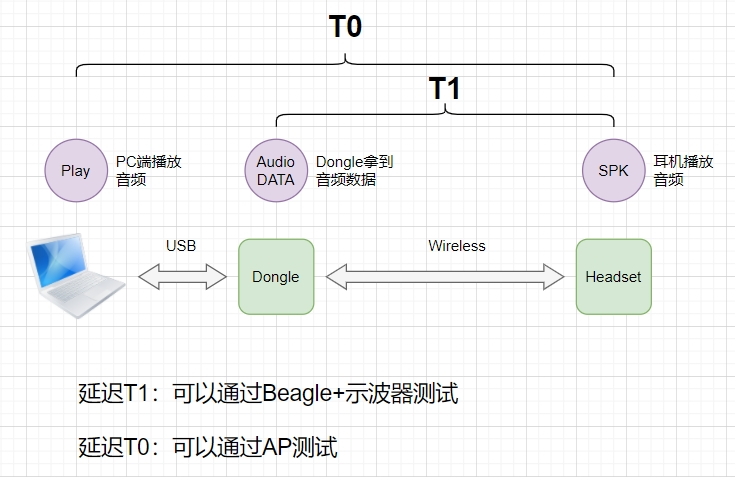 T0
T1
Play
PC端播放
音频
Audio
DATA
Dongle拿到
音频数据
SPK
耳机播放
音频
USB
Wireless
Dongle
Headset
延迟T1：可以通过Beagle+示波器测试
延迟T0：可以通过AP测试